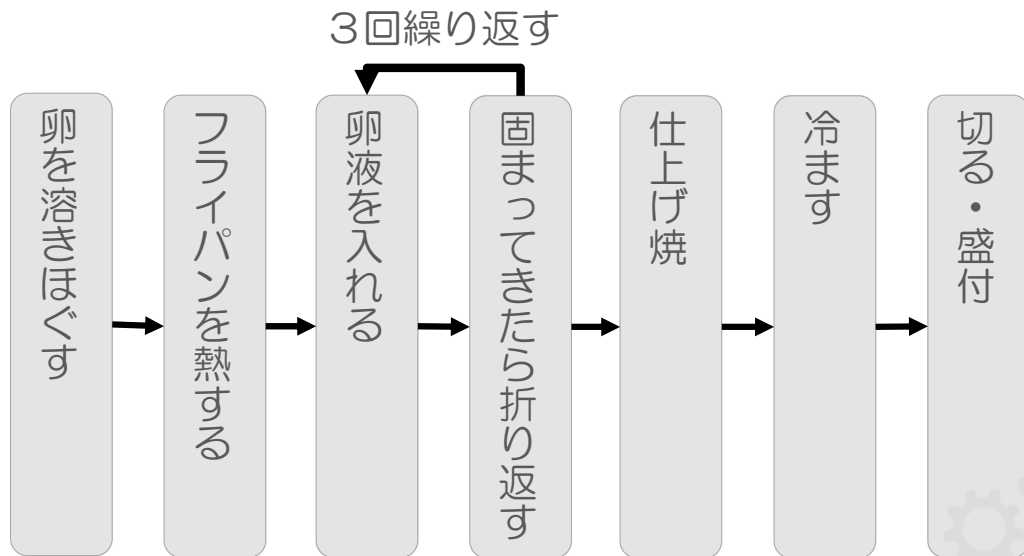 3回繰り返す
卵を溶きほぐす
フライパンを熱する
卵液を入れる
固まってきたら折り返す
仕上げ焼
冷ます
切る・盛付